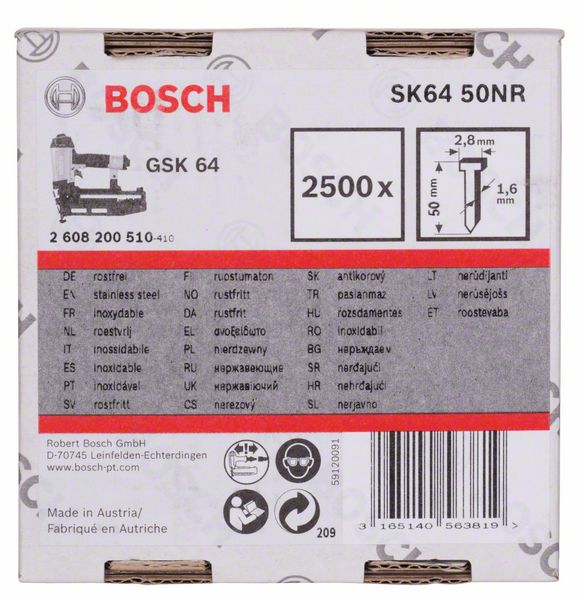 BOSCH
SK64 50NR
GSK 64
2 608 200 510-410
2500 x
2,8 mm
50 mm
1,6 mm
DE rostfrei
EN stainless steel
FR inoxydable
NL roestvrij
IT inossidabile
ES inoxidable
PT inoxidável
SV rostfritt
FI ruostumaton
NO rustfritt
DA rustfrit
EL ανοξείδωτο
PL nierdzewny
RU нержавеющие
UK нержавіючий
CS nerezový
SK antikorový
TR paslanmaz
HU rozsdamentes
RO inoxidabil
BG неръждаем
SR nerđajući
HR nehrđajući
SL nerjavno
LT nerūdijanti
LV nerūsējošs
ET roostevaba
Robert Bosch GmbH
D-70745 Leinfelden-Echterdingen
www.bosch-pt.com
Made in Austria/
Fabriqué en Autriche
59120091
209
3 165140 563819 >